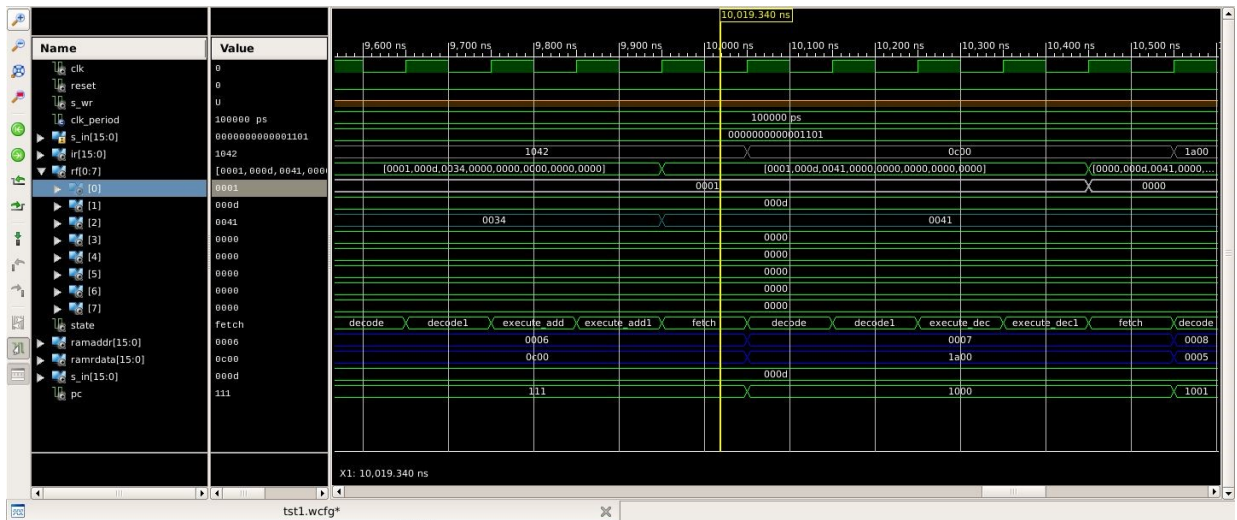 10,019.340 ns
Name Value
9,600 ns 9,700 ns 9,800 ns 9,900 ns 10,000 ns 10,100 ns 10,200 ns 10,300 ns 10,400 ns 10,500 ns
clk 0
reset 0
s_wr U
clk_period 100000 ps 100000 ps
s_in[15:0] 0000000000001101 0000000000001101
ir[15:0] 1042 1042 0c00 1a00
rf[0:7] [0001,000d,0041,000 [0001,000d,0034,0000,0000,0000,0000,0000] [0001,000d,0041,0000,0000,0000,0000,0000] [0000,000d,0041,0000,...
[0] 0001 0001 0000
[1] 000d 000d
[2] 0041 0034 0041
[3] 0000 0000
[4] 0000 0000
[5] 0000 0000
[6] 0000 0000
[7] 0000 0000
state fetch decode decode1 execute_add execute_add1 fetch decode decode1 execute_dec execute_dec1 fetch decode
ramaddr[15:0] 0006 0006 0007 0008
ramrdata[15:0] 0c00 0c00 1a00 0005
s_in[15:0] 000d 000d
pc 111 111 1000 1001
X1: 10,019.340 ns
tst1.wcfg*